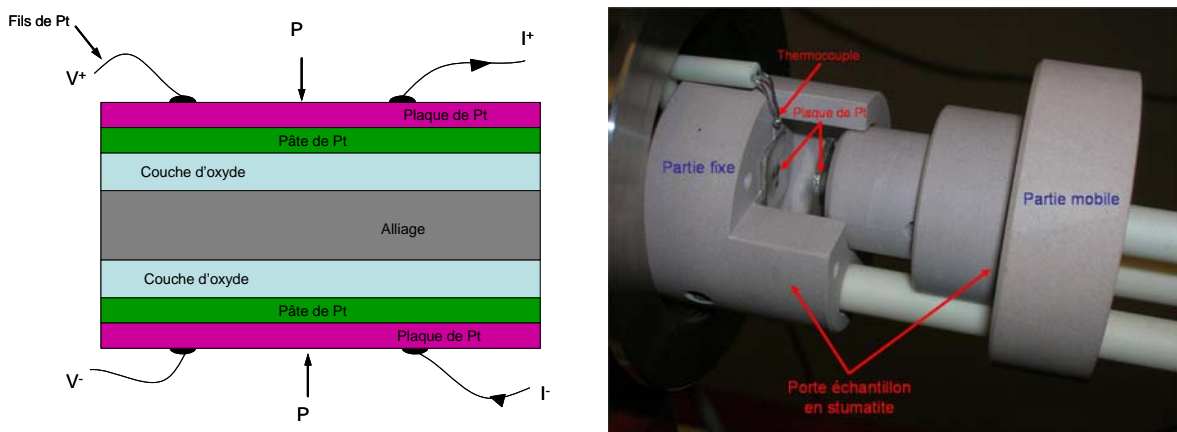 Fils de Pt
P
I+
V+
Plaque de Pt
Pâte de Pt
Couche d'oxyde
Alliage
Couche d'oxyde
Pâte de Pt
Plaque de Pt
V-
P
I-
Thermocouple
Plaque de Pt
Partie fixe
Partie mobile
Porte échantillon
en stumatite